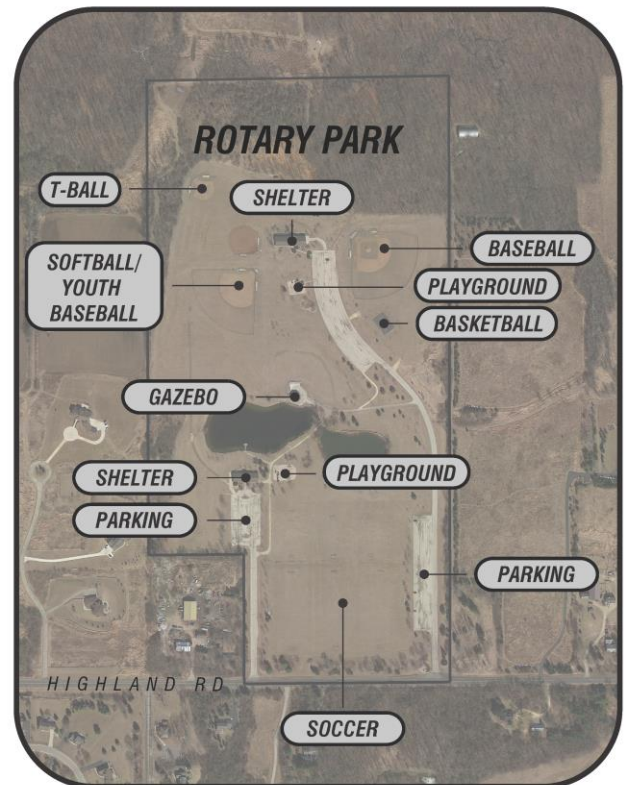 ROTARY PARK
T-BALL
SHELTER
SOFTBALL/
YOUTH
BASEBALL
BASEBALL
PLAYGROUND
BASKETBALL
GAZEBO
SHELTER
PLAYGROUND
PARKING
PARKING
HIGHLAND RD
SOCCER